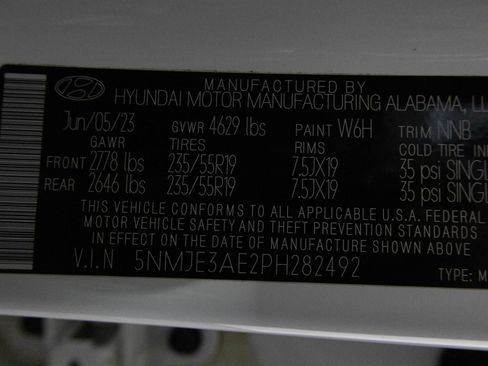 MANUFACTURED BY
HYUNDAI MOTOR MANUFACTURING ALABAMA, LL
Jun/05/23 GVWR 4629 lbs PAINT W6H TRIM NNB
GAWR TIRES RIMS COLD TIRE IN
FRONT 2778 lbs 235/55R19 7.5JX19 35 psi SINGL
REAR 2646 lbs 235/55R19 7.5JX19 35 psi SINGL
THIS VEHICLE CONFORMS TO ALL APPLICABLE U.S.A. FEDERAL
MOTOR VEHICLE SAFETY AND THEFT PREVENTION STANDARDS
IN EFFECT ON THE DATE OF MANUFACTURE SHOWN ABOVE
V.I.N 5NMJE3AE2PH282492
TYPE: M